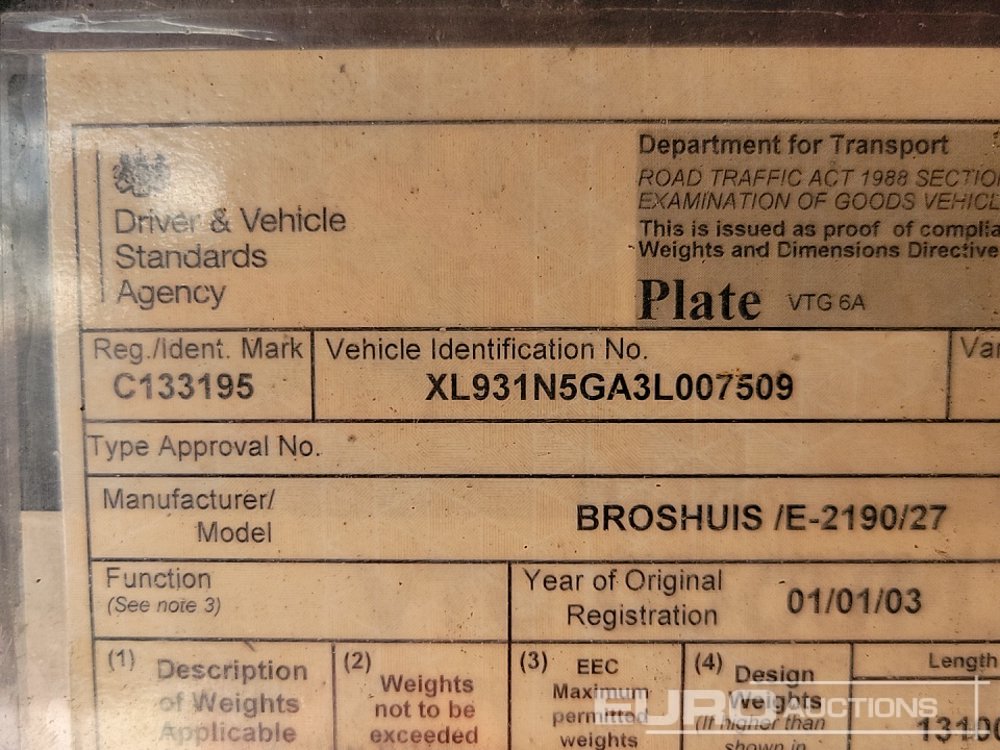 Driver & Vehicle
Standards
Agency
Department for Transport
ROAD TRAFFIC ACT 1988
EXAMINATION OF GOODS
This is issued as proof of
Weights and Dimensions Directive
Plate VTG 6A
Reg./Ident. Mark
C133195
Vehicle Identification No.
XL931N5GA3L007509
Type Approval No.
Manufacturer/
Model
BROSHUIS /E-2190/27
Function
(See note 3)
Year of Original
Registration
01/01/03
(1) Description
of Weights
Applicable
(2) Weights
not to be
exceeded
(3) EEC
Maximum
permitted
weights
(4) Design
Weights
(If higher than
shown in
Length
EURO AUCTIONS